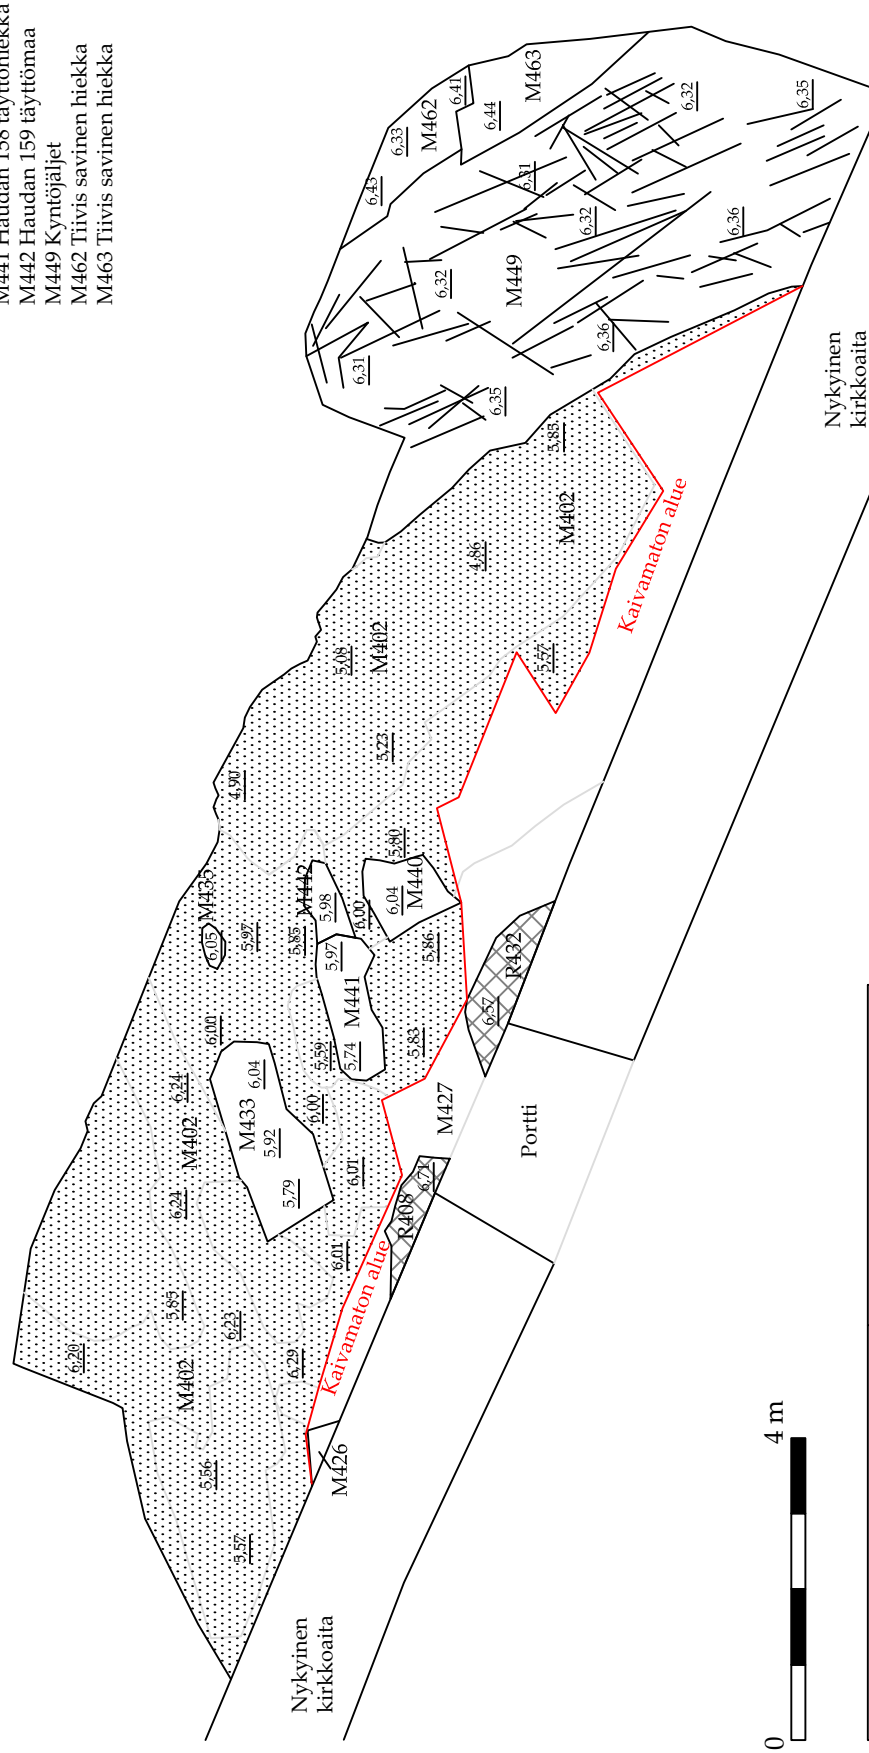 M441 Haudan 158 täyttöhiekka
M442 Haudan 159 täyttömaa
M449 Kyntöjäljet
M462 Tiivis savinen hiekka
M463 Tiivis savinen hiekka
M463
M462
6,41
6,44
6,33
6,43
6,32
6,35
6,31
6,32
6,36
6,32
M449
6,36
6,31
6,35
Nykyinen
kirkkoaita
5,85
M402
4,86
Kaivamaton alue
5,57
M402
5,08
5,23
4,90
5,80
M440
6,04
6,00
M442
5,98
5,85
M435
6,05
5,97
5,97
5,86
M441
5,74
5,59
5,83
R432
6,57
6,00
6,24
M402
M433
6,04
5,92
5,79
6,00
6,01
6,01
M427
Portti
6,71
R408
Kaivamaton alue
6,24
5,85
6,23
6,20
M402
6,29
5,56
5,57
M426
Nykyinen
kirkkoaita
0
4 m